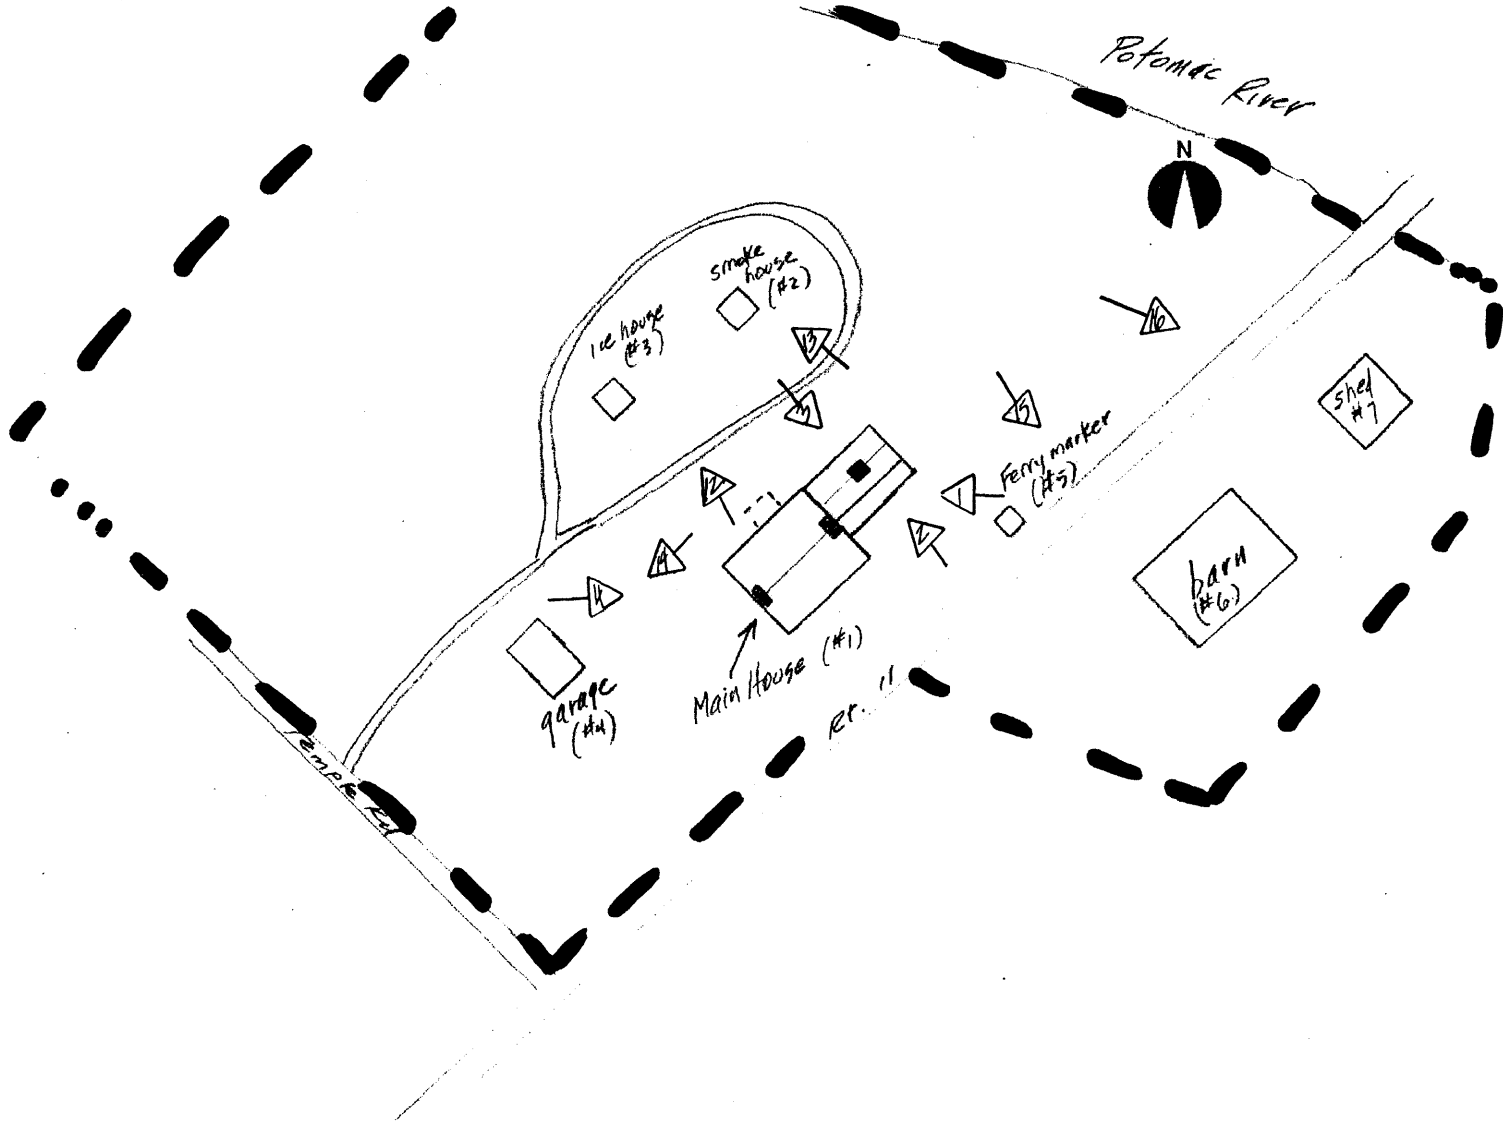 Potomac River
N
smoke
house
(#2)
Ice house
(#3)
13
16
3
15
Ferry marker
(#5)
shed
#7
12
1
2
14
barn
(#6)
garage
(#4)
Main House (#1)
Rt. 11
Temple Rd